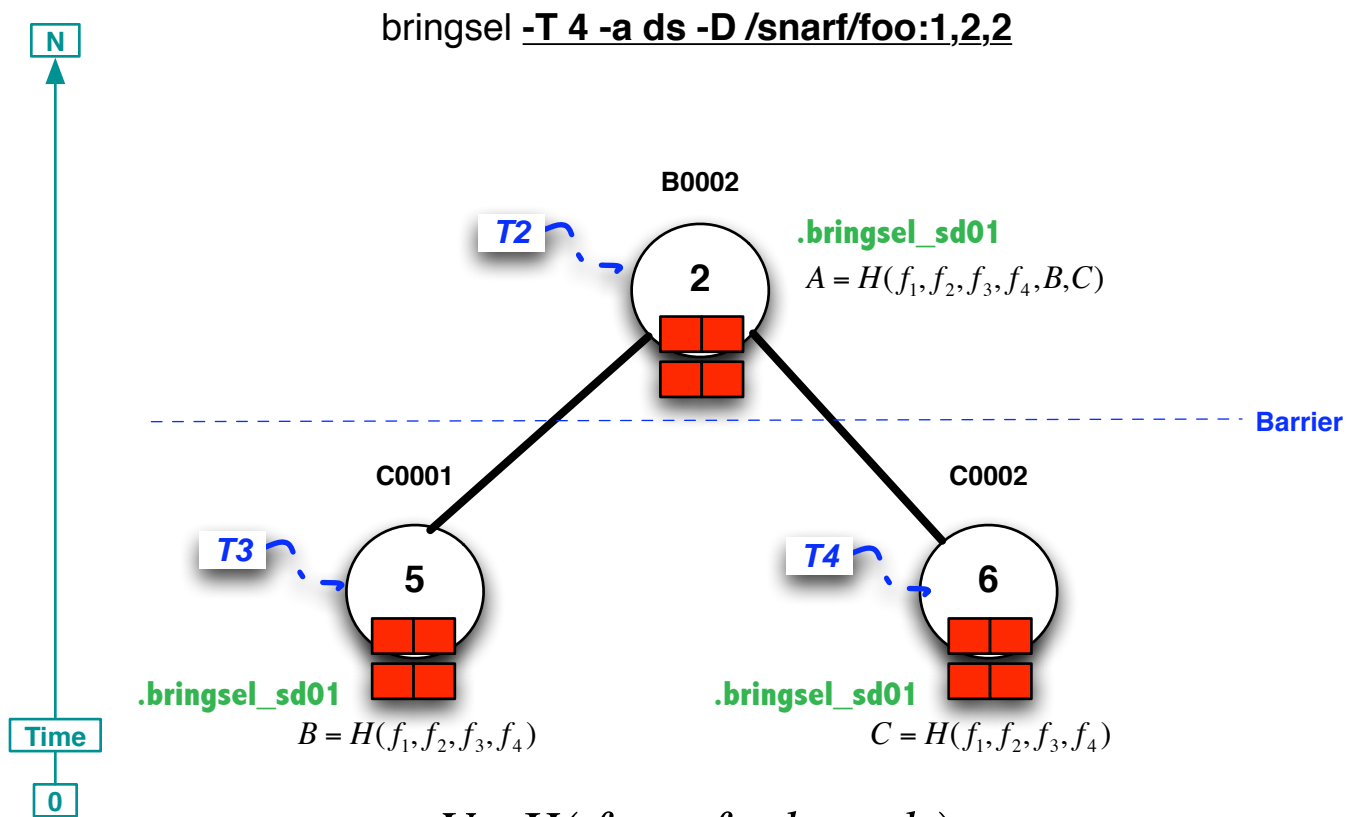 bringsel -T 4 -a ds -D /snarf/foo:1,2,2
N
B0002
T2
.bringsel_sd01
2
A = H(f₁,f₂,f₃,f₄,B,C)
Barrier
C0001
C0002
T3
T4
5
6
.bringsel_sd01
.bringsel_sd01
Time
B = H(f₁,f₂,f₃,f₄)
C = H(f₁,f₂,f₃,f₄)
0